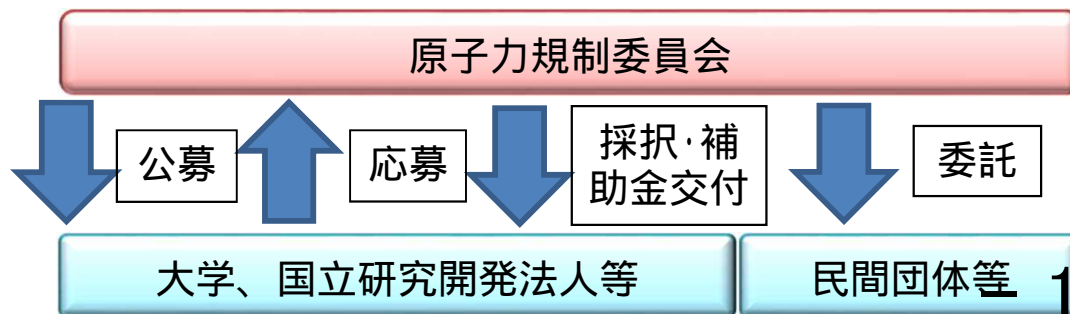 原子力規制委員会
公募
応募
採択・補
助金交付
委託
大学、国立研究開発法人等
民間団体等
- 1